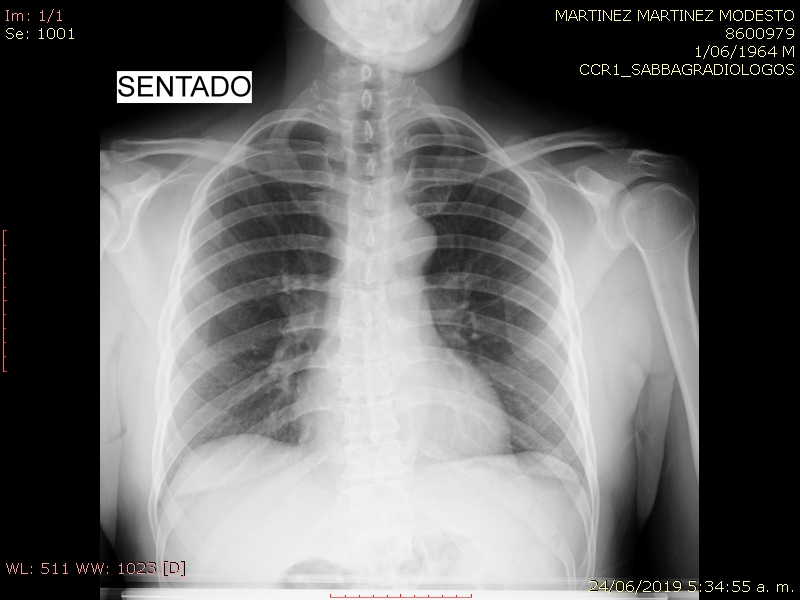 Im: 1/1
Se: 1001
MARTINEZ MARTINEZ MODESTO
8600979
1/06/1964 M
CCR1_SABBAGRADIOLOGOS
SENTADO
WL: 511 WW: 1023 [D]
24/06/2019 5:34:55 a. m.